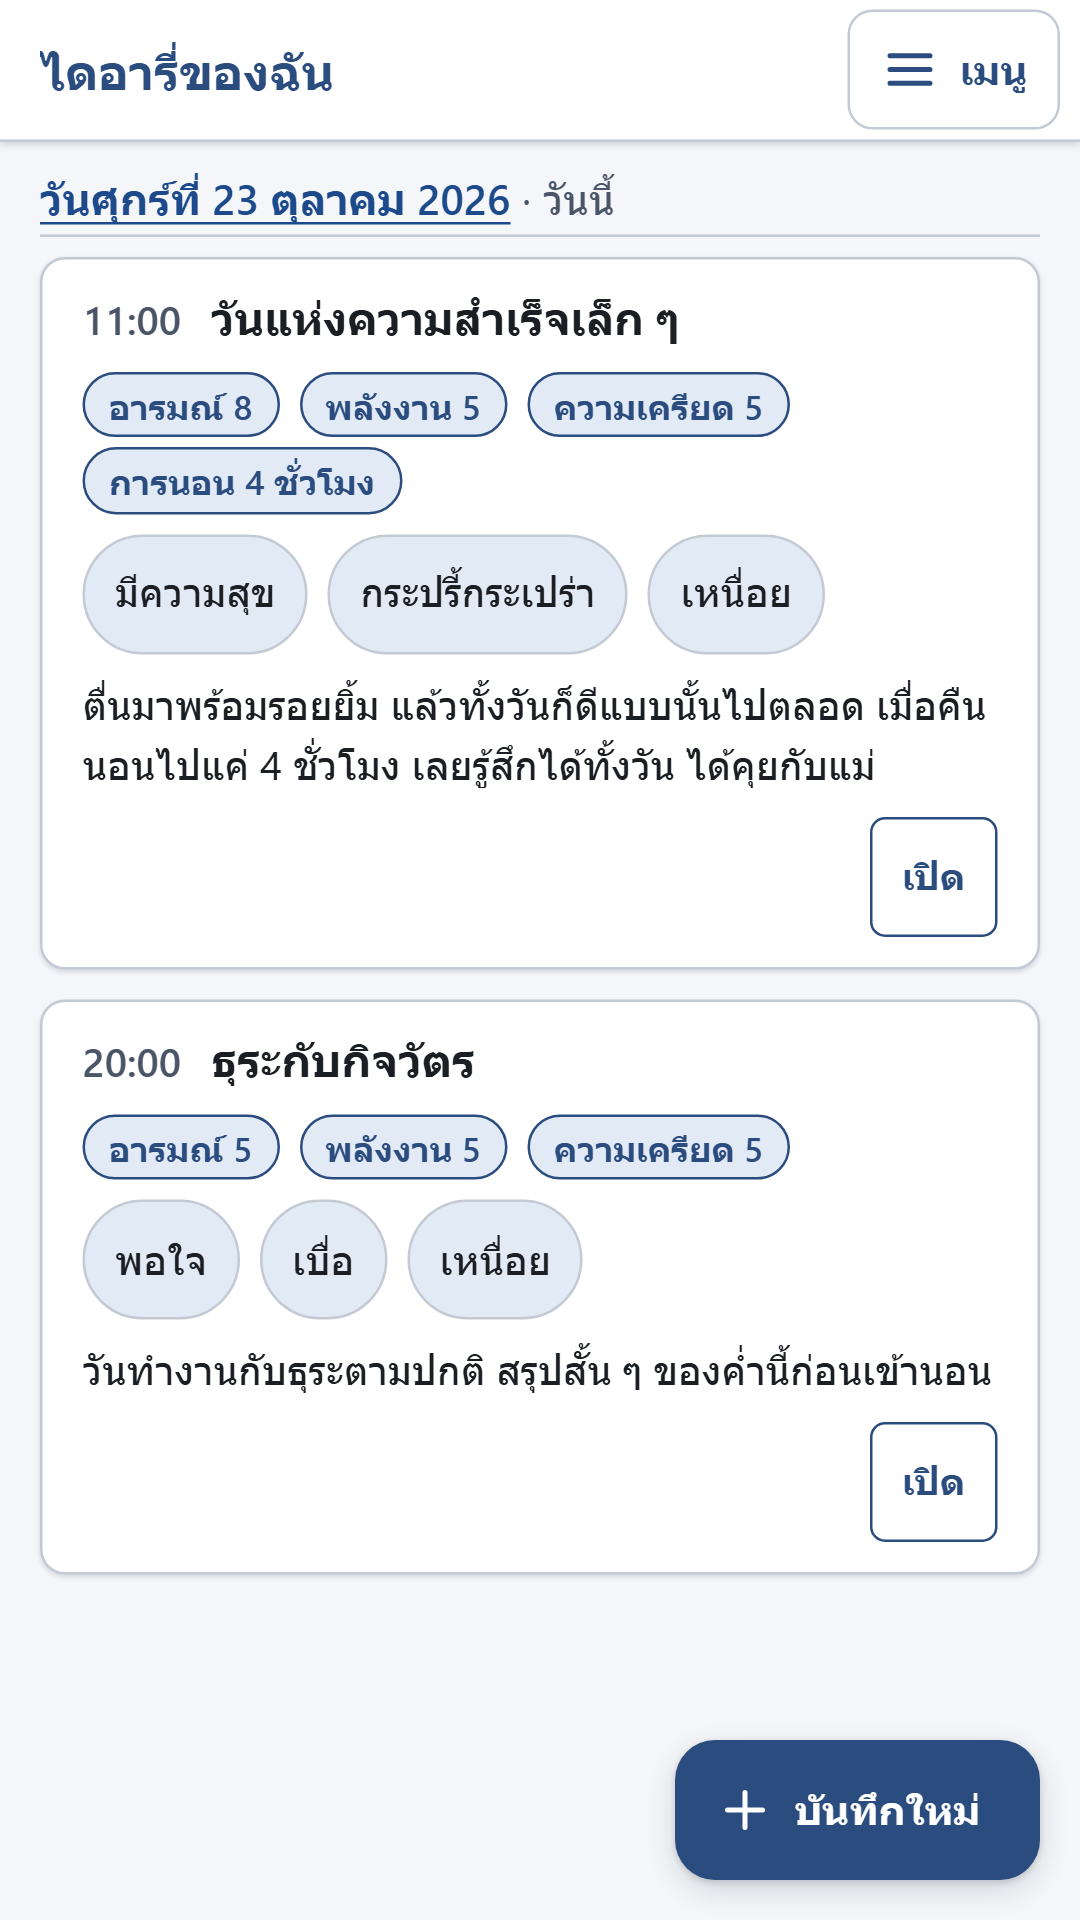 ไดอารี่ของฉัน
เมนู
วันศุกร์ที่ 23 ตุลาคม 2026 · วันนี้
11:00 วันแห่งความสำเร็จเล็ก ๆ
อารมณ์ 8 พลังงาน 5 ความเครียด 5
การนอน 4 ชั่วโมง
มีความสุข กระปรี้กระเปร่า เหนื่อย
ตื่นมาพร้อมรอยยิ้ม แล้วทั้งวันก็ดีแบบนั้นไปตลอด เมื่อคืน
นอนไปแค่ 4 ชั่วโมง เลยรู้สึกได้ทั้งวัน ได้คุยกับแม่
เปิด
20:00 ธุระกับกิจวัตร
อารมณ์ 5 พลังงาน 5 ความเครียด 5
พอใจ เบื่อ เหนื่อย
วันทำงานกับธุระตามปกติ สรุปสั้น ๆ ของค่ำนี้ก่อนเข้านอน
เปิด
บันทึกใหม่